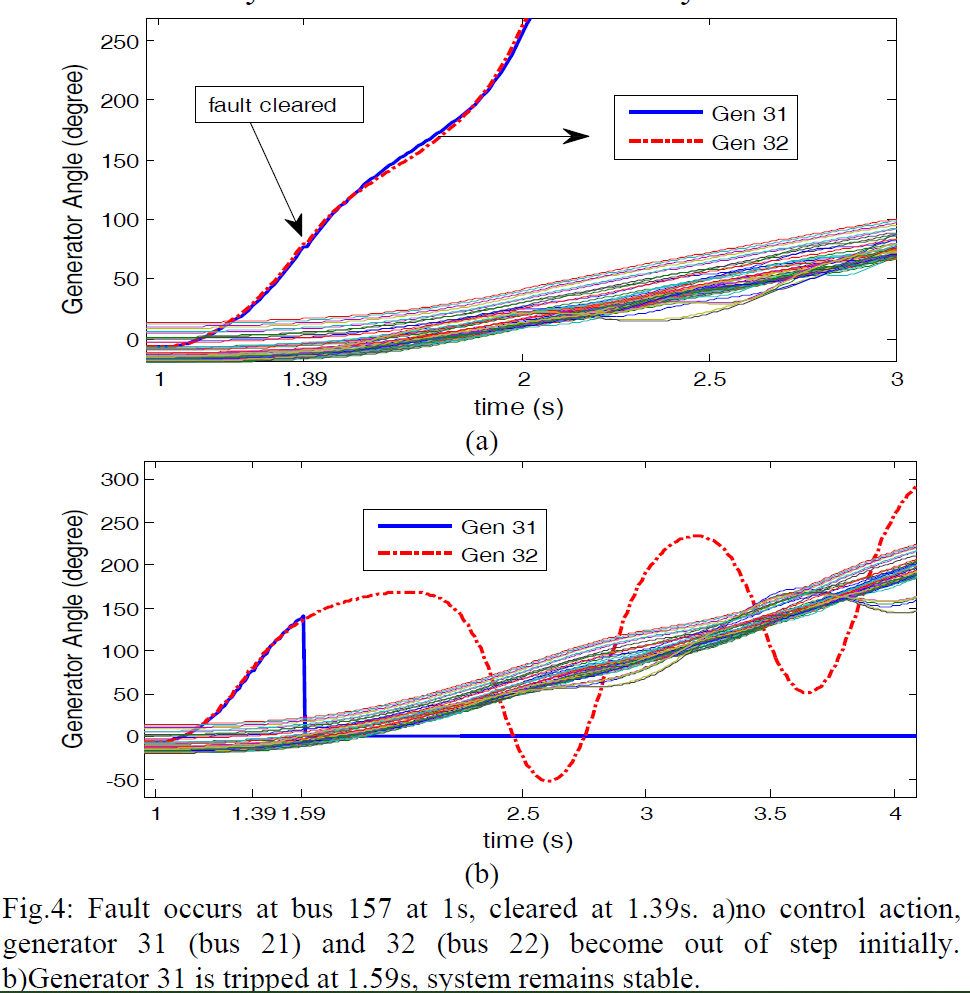 250
200
150
100
50
0
Generator Angle (degree)
fault cleared
Gen 31
Gen 32
1 1.39 2 2.5 3
time (s)
(a)
300
250
200
150
100
50
0
-50
Generator Angle (degree)
Gen 31
Gen 32
1 1.39 1.59 2.5 3 3.5 4
time (s)
(b)
Fig.4: Fault occurs at bus 157 at 1s, cleared at 1.39s. a)no control action,
generator 31 (bus 21) and 32 (bus 22) become out of step initially.
b)Generator 31 is tripped at 1.59s, system remains stable.